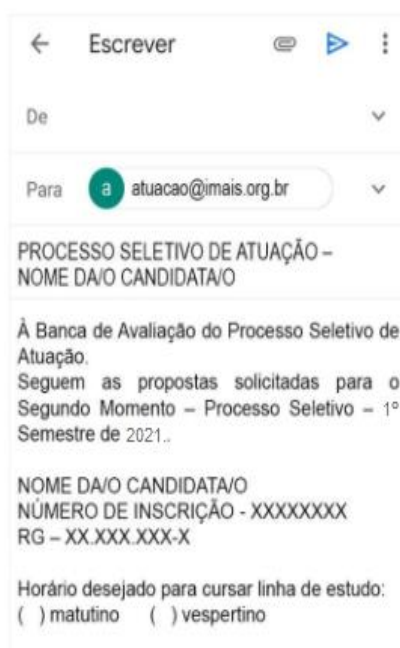 Escrever
De
Para a atuacao@imais.org.br
PROCESSO SELETIVO DE ATUAÇÃO –
NOME DA/O CANDIDATA/O
À Banca de Avaliação do Processo Seletivo de
Atuação.
Seguem as propostas solicitadas para o
Segundo Momento – Processo Seletivo – 1º
Semestre de 2021..
NOME DA/O CANDIDATA/O
NÚMERO DE INSCRIÇÃO - XXXXXXXX
RG – XX.XXX.XXX-X
Horário desejado para cursar linha de estudo:
( ) matutino ( ) vespertino